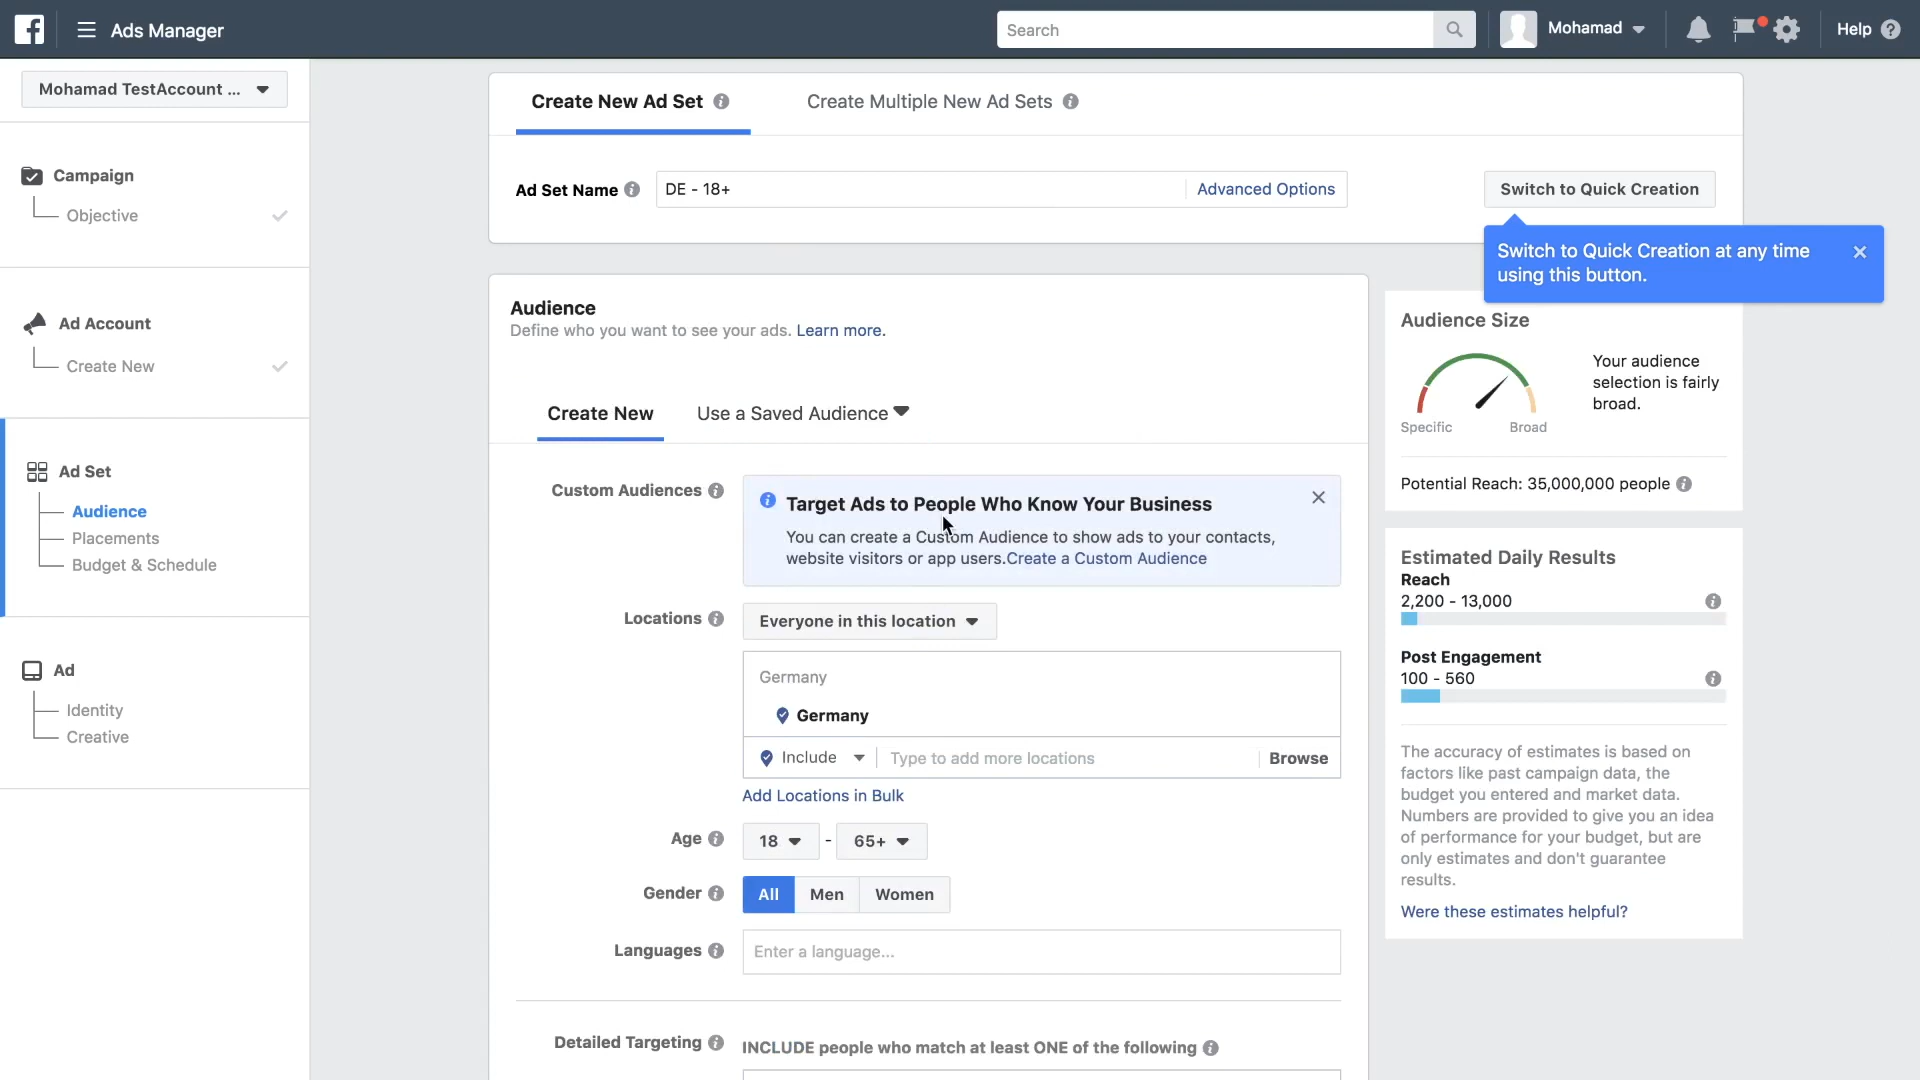 Ads Manager
Search
Mohamad
Help
Mohamad TestAccount ...
Campaign
Objective
Ad Account
Create New
Ad Set
Audience
Placements
Budget & Schedule
Ad
Identity
Creative
Create New Ad Set
Create Multiple New Ad Sets
Ad Set Name
DE - 18+
Advanced Options
Switch to Quick Creation
Switch to Quick Creation at any time
using this button.
Audience
Define who you want to see your ads. Learn more.
Create New
Use a Saved Audience
Custom Audiences
Target Ads to People Who Know Your Business
You can create a Custom Audience to show ads to your contacts,
website visitors or app users.Create a Custom Audience
Locations
Everyone in this location
Germany
Germany
Include
Type to add more locations
Browse
Add Locations in Bulk
Age
18
-
65+
Gender
All
Men
Women
Languages
Enter a language...
Detailed Targeting
INCLUDE people who match at least ONE of the following
Audience Size
Your audience
selection is fairly
broad.
Specific
Broad
Potential Reach: 35,000,000 people
Estimated Daily Results
Reach
2,200 - 13,000
Post Engagement
100 - 560
The accuracy of estimates is based on
factors like past campaign data, the
budget you entered and market data.
Numbers are provided to give you an idea
of performance for your budget, but are
only estimates and don't guarantee
results.
Were these estimates helpful?